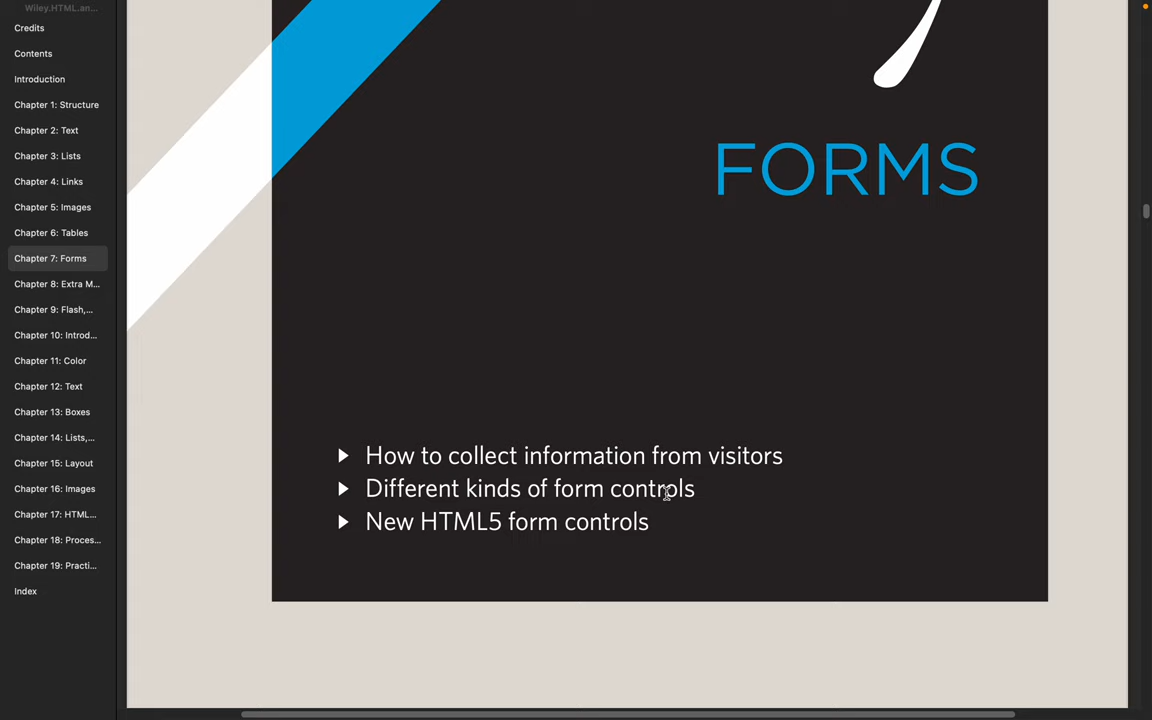 Wiley.HTML.an...
Credits
Contents
Introduction
Chapter 1: Structure
Chapter 2: Text
Chapter 3: Lists
Chapter 4: Links
Chapter 5: Images
Chapter 6: Tables
Chapter 7: Forms
Chapter 8: Extra M...
Chapter 9: Flash,...
Chapter 10: Introd...
Chapter 11: Color
Chapter 12: Text
Chapter 13: Boxes
Chapter 14: Lists,...
Chapter 15: Layout
Chapter 16: Images
Chapter 17: HTML...
Chapter 18: Proces...
Chapter 19: Practi...
Index
FORMS
How to collect information from visitors
Different kinds of form controls
New HTML5 form controls